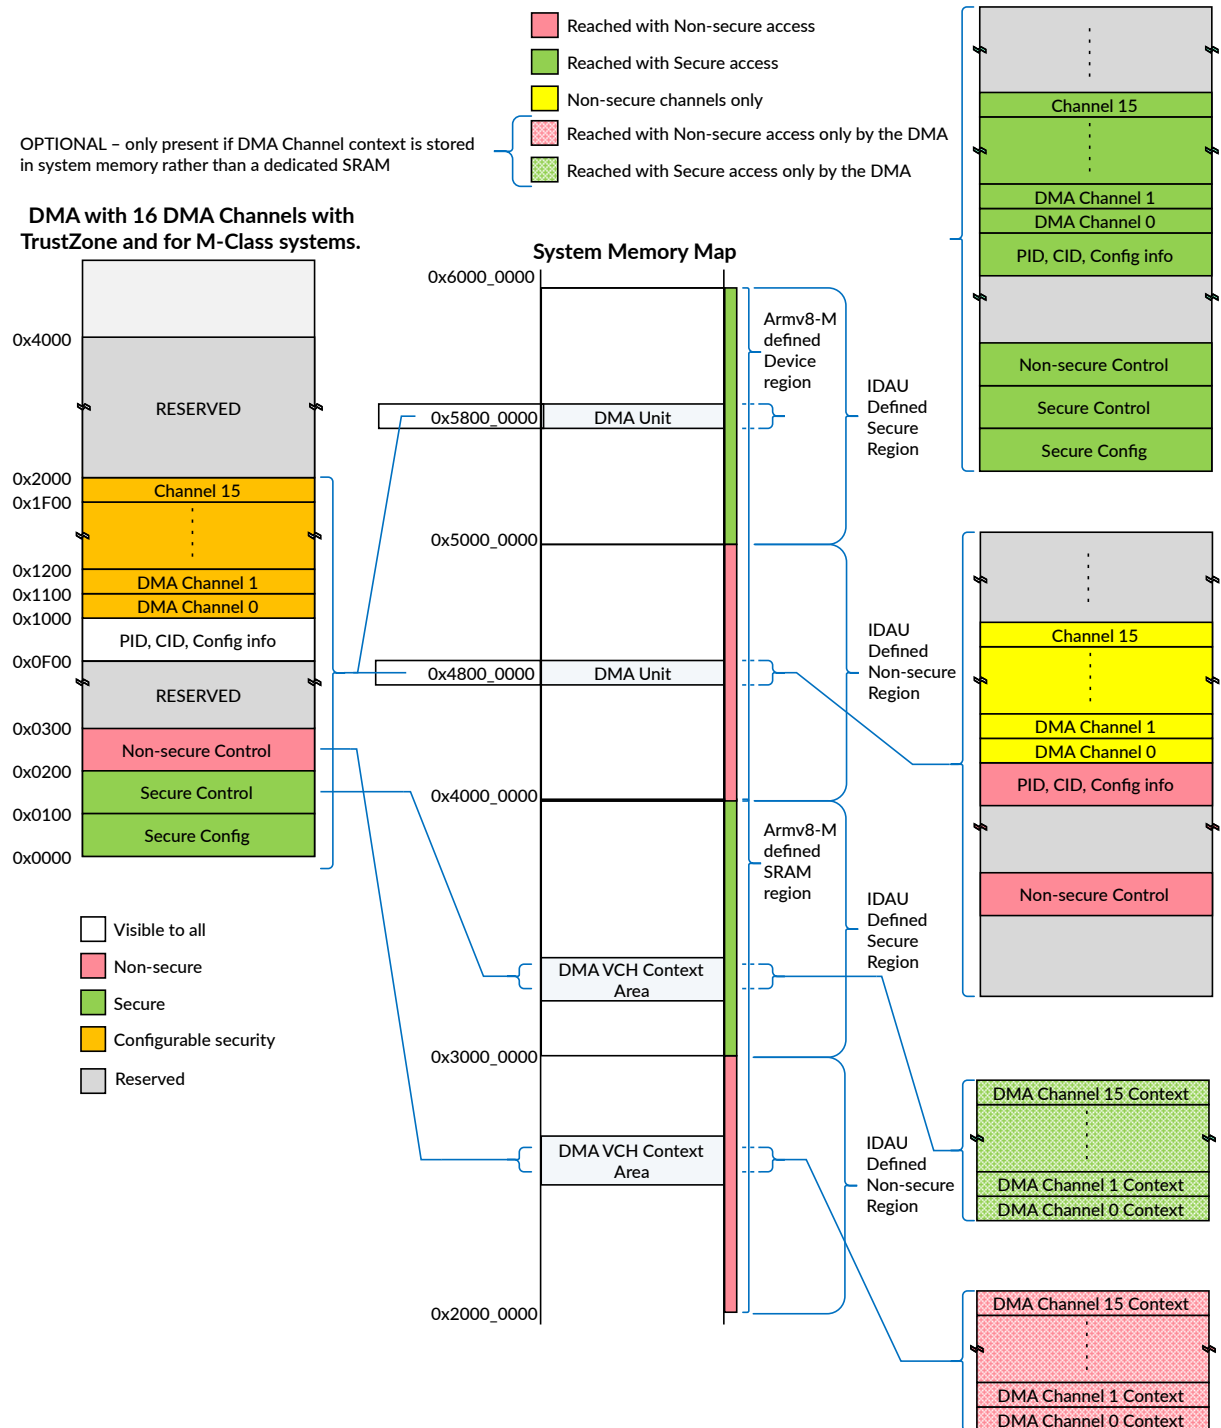 Reached with Non-secure access
Reached with Secure access
Non-secure channels only
Reached with Non-secure access only by the DMA
Reached with Secure access only by the DMA
OPTIONAL – only present if DMA Channel context is stored
in system memory rather than a dedicated SRAM
DMA with 16 DMA Channels with
TrustZone and for M-Class systems.
0x4000
RESERVED
0x2000
Channel 15
0x1F00
0x1200
DMA Channel 1
0x1100
DMA Channel 0
0x1000
PID, CID, Config info
0x0F00
RESERVED
0x0300
Non-secure Control
0x0200
Secure Control
0x0100
Secure Config
0x0000
Visible to all
Non-secure
Secure
Configurable security
Reserved
System Memory Map
0x6000_0000
0x5800_0000
DMA Unit
0x5000_0000
0x4800_0000
DMA Unit
0x4000_0000
DMA VCH Context
Area
0x3000_0000
DMA VCH Context
Area
0x2000_0000
Armv8-M
defined
Device
region
IDAU
Defined
Secure
Region
IDAU
Defined
Non-secure
Region
Armv8-M
defined
SRAM
region
IDAU
Defined
Secure
Region
IDAU
Defined
Non-secure
Region
Channel 15
DMA Channel 1
DMA Channel 0
PID, CID, Config info
Non-secure Control
Secure Control
Secure Config
Channel 15
DMA Channel 1
DMA Channel 0
PID, CID, Config info
Non-secure Control
DMA Channel 15 Context
DMA Channel 1 Context
DMA Channel 0 Context
DMA Channel 15 Context
DMA Channel 1 Context
DMA Channel 0 Context